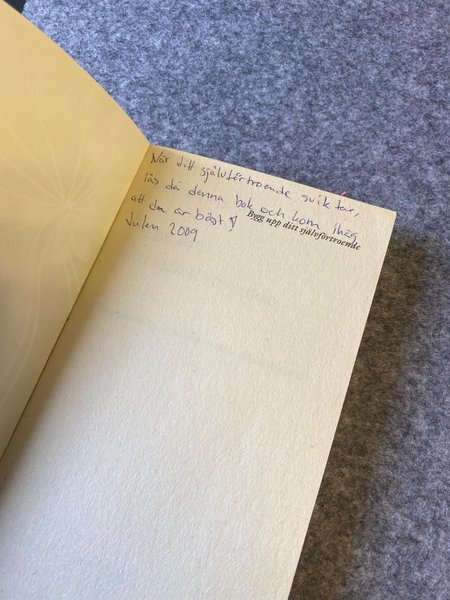 När ditt självförtroende sviktar,
läs då denna bok och kom ihåg
att du är bäst
Bygg upp ditt självförtroende
Julen 2009